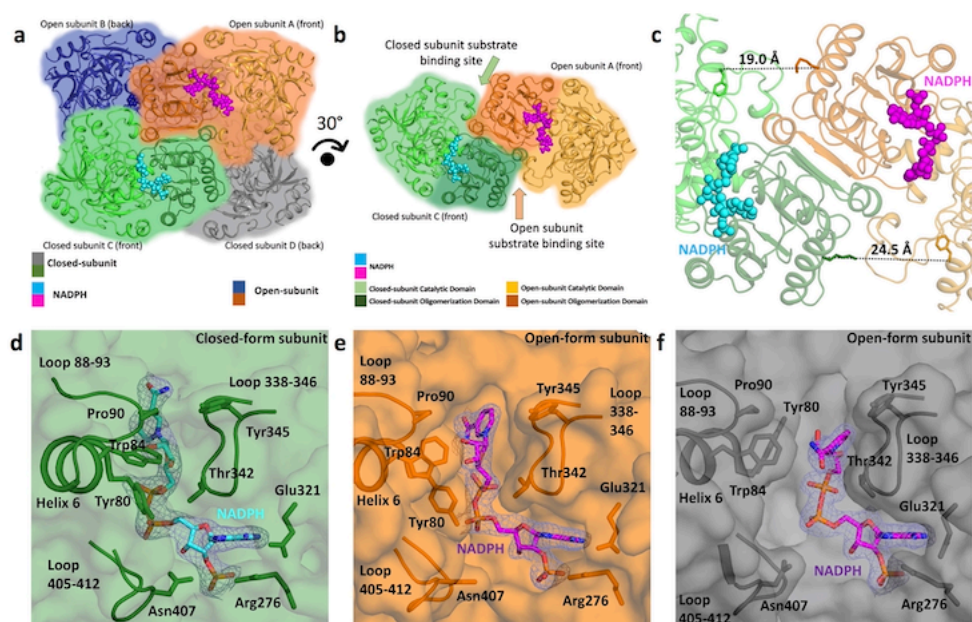 a
Open subunit B (back)
Open subunit A (front)
Closed subunit C (front)
Closed subunit D (back)
Closed-subunit
NADPH
Open-subunit
30°
b
Closed subunit substrate
binding site
Open subunit A (front)
Closed subunit C (front)
Open subunit
substrate binding site
NADPH
Closed-subunit Catalytic Domain
Open-subunit Catalytic Domain
Closed-subunit Oligomerization Domain
Open-subunit Oligomerization Domain
c
19.0 Å
NADPH
NADPH
24.5 Å
d
Closed-form subunit
Loop 88-93
Loop 338-346
Pro90
Tyr345
Trp84
Thr342
Helix 6
Tyr80
Glu321
NADPH
Loop
405-412
Asn407
Arg276
e
Open-form subunit
Loop
88-93
Pro90
Tyr345
Loop
338-
346
Trp84
Thr342
Helix 6
Glu321
Tyr80
NADPH
Loop
405-412
Asn407
Arg276
f
Open-form subunit
Loop
88-93
Pro90
Tyr80
Tyr345
Loop
338-346
Thr342
Helix 6
Trp84
Glu321
NADPH
Loop
405-412
Asn407
Arg276